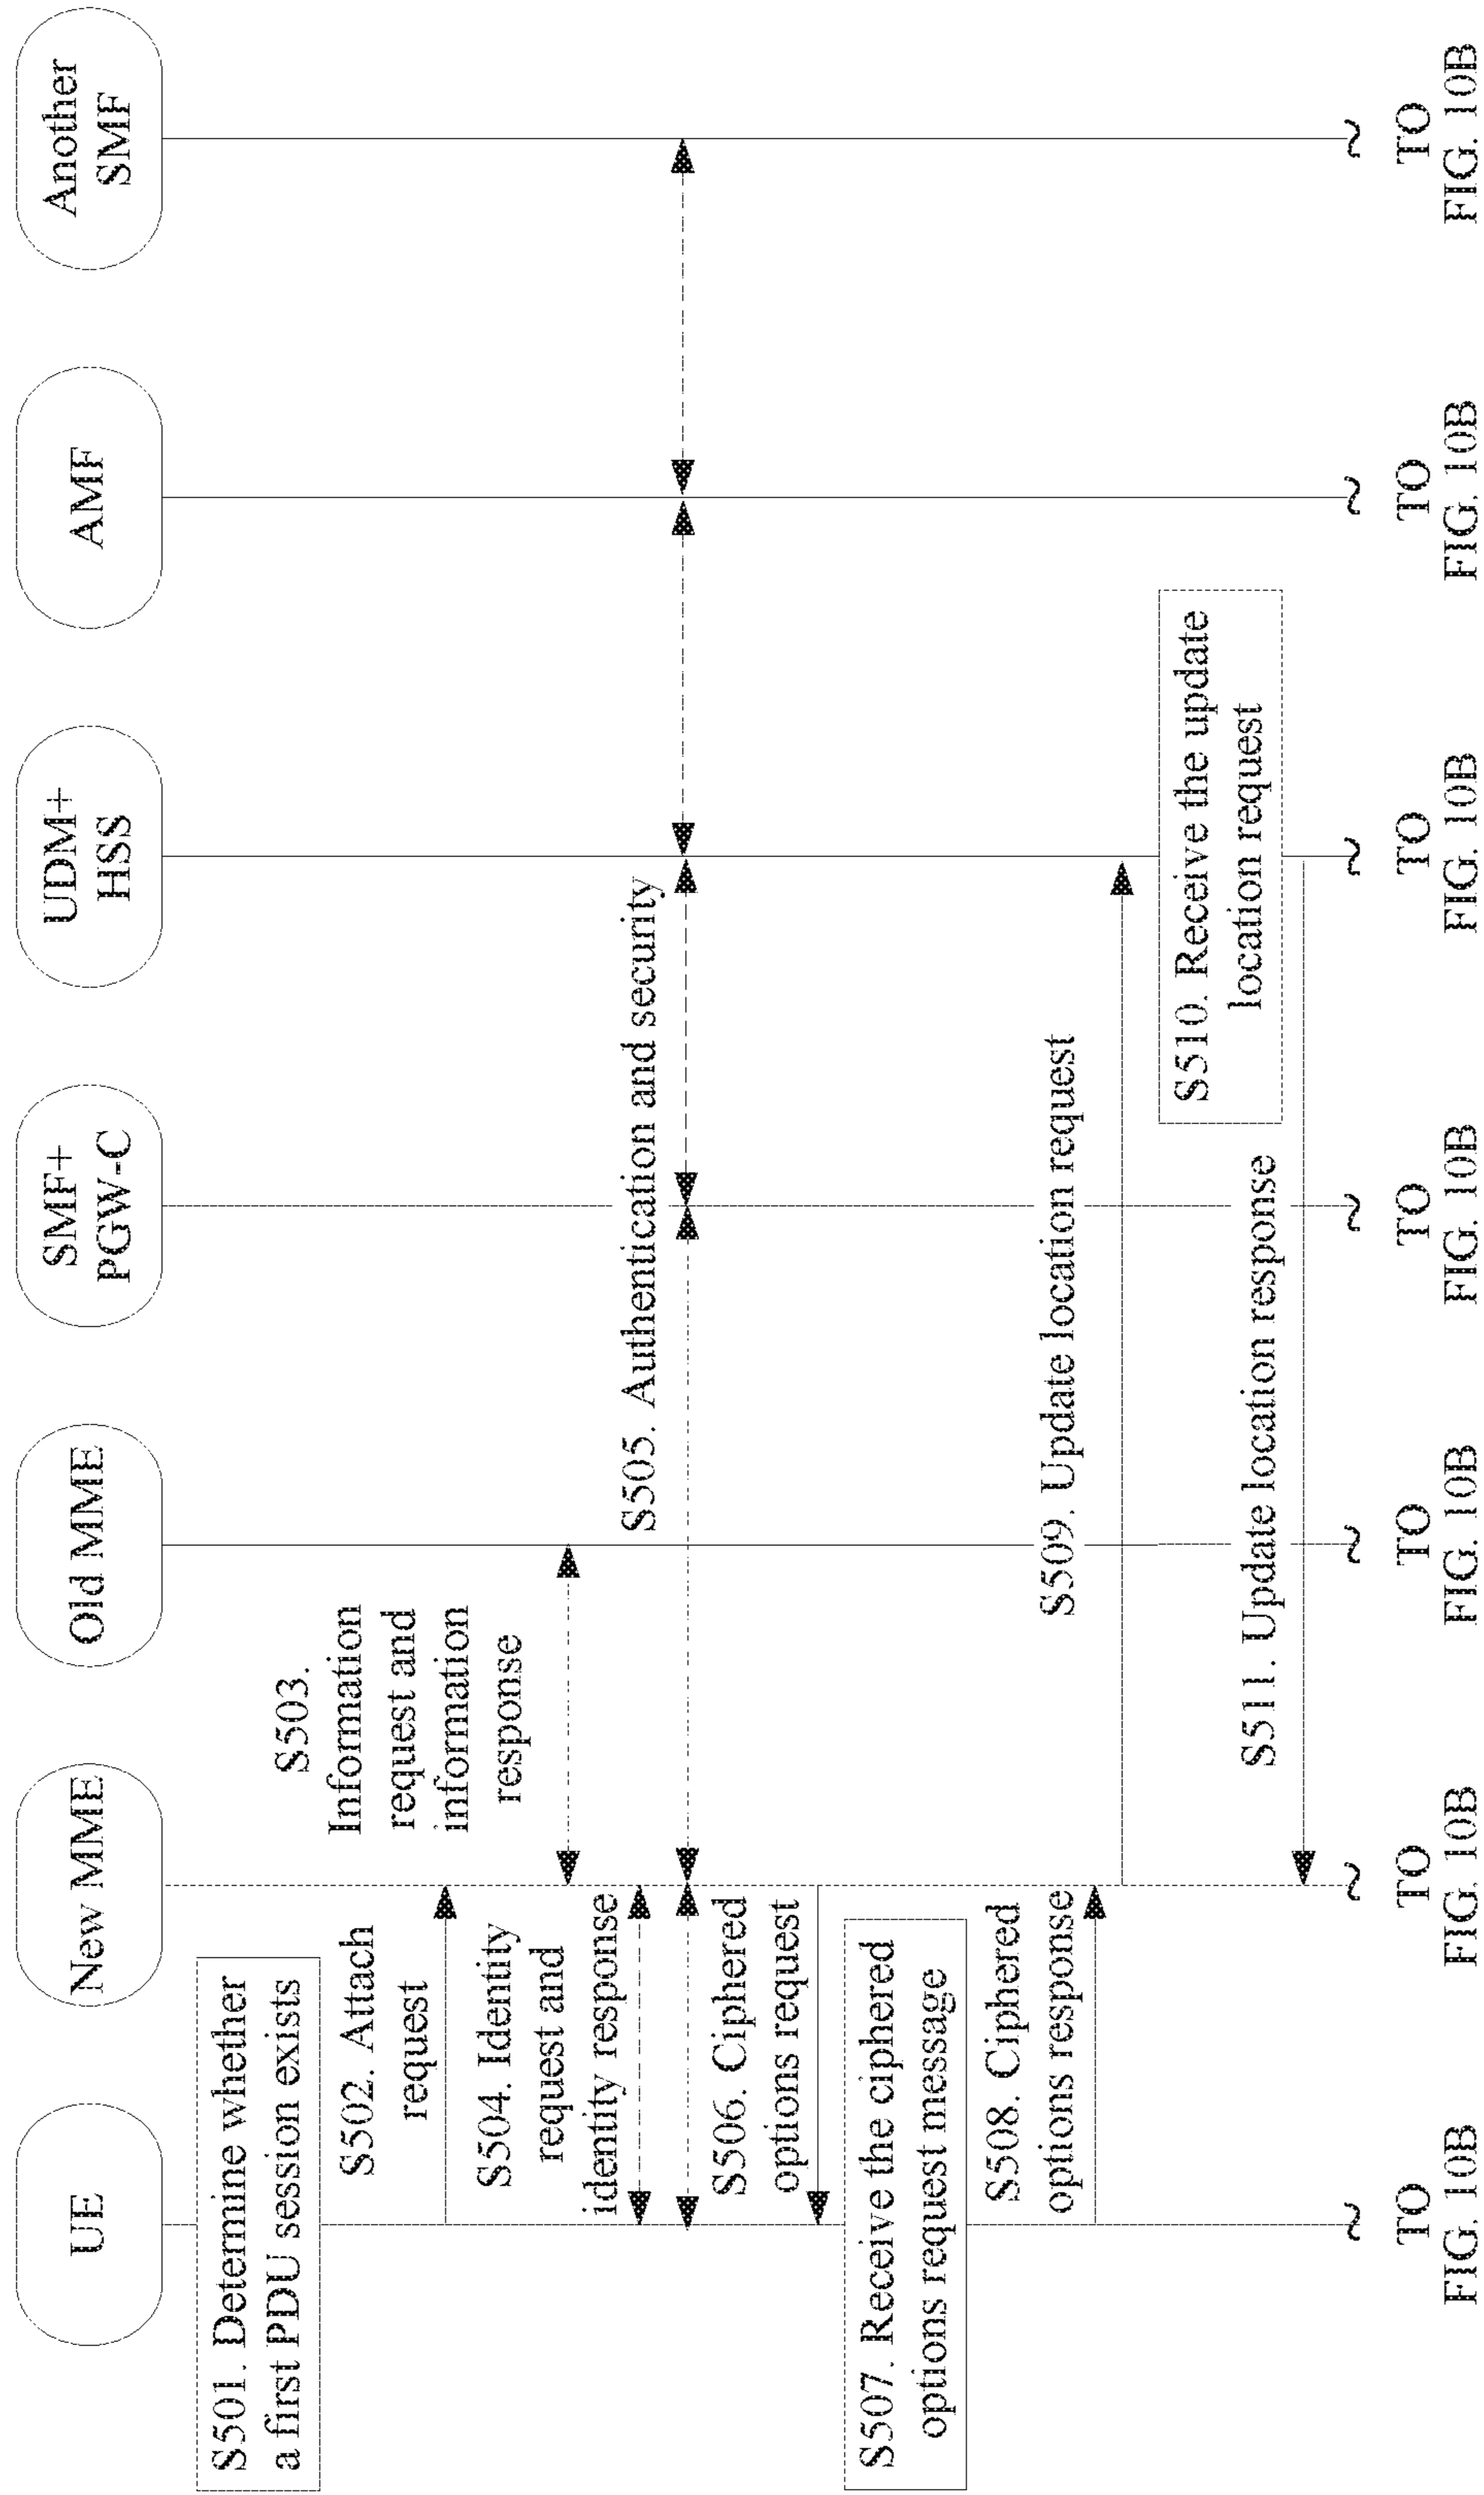 UE
New MME
Old MME
SMF+
PGW-C
UDM+
HSS
AMF
Another
SMF
S501. Determine whether
a first PDU session exists
S502. Attach
request
S503.
Information
request and
information
response
S504. Identity
request and
identity response
S505. Authentication and security
S506. Ciphered
options request
S507. Receive the ciphered
options request message
S508. Ciphered
options response
S509. Update location request
S510. Receive the update
location request
S511. Update location response
TO
FIG. 10B
TO
FIG. 10B
TO
FIG. 10B
TO
FIG. 10B
TO
FIG. 10B
TO
FIG. 10B
TO
FIG. 10B